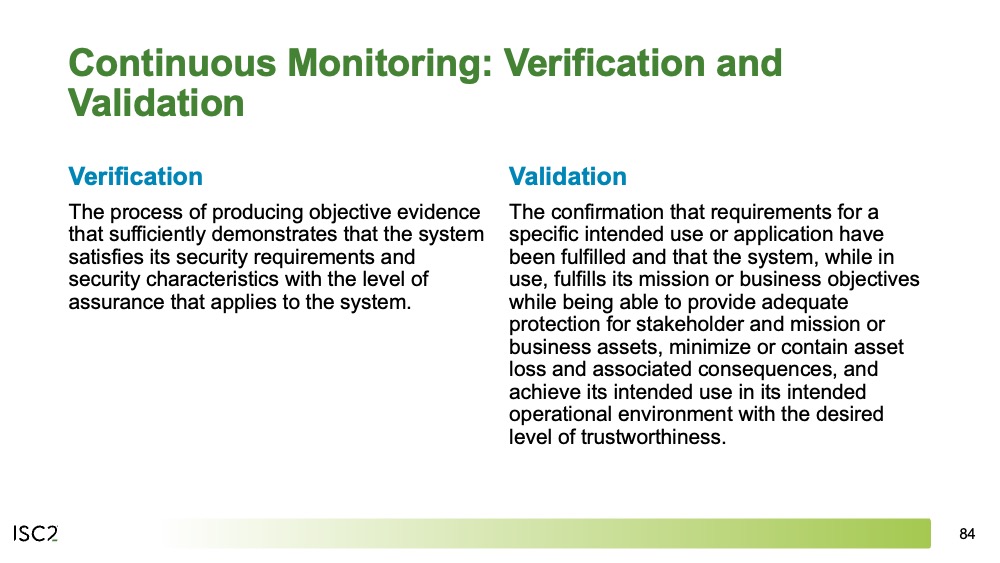 Continuous Monitoring: Verification and
Validation
Verification
The process of producing objective evidence
that sufficiently demonstrates that the system
satisfies its security requirements and
security characteristics with the level of
assurance that applies to the system.
Validation
The confirmation that requirements for a
specific intended use or application have
been fulfilled and that the system, while in
use, fulfills its mission or business objectives
while being able to provide adequate
protection for stakeholder and mission or
business assets, minimize or contain asset
loss and associated consequences, and
achieve its intended use in its intended
operational environment with the desired
level of trustworthiness.
ISC2
84